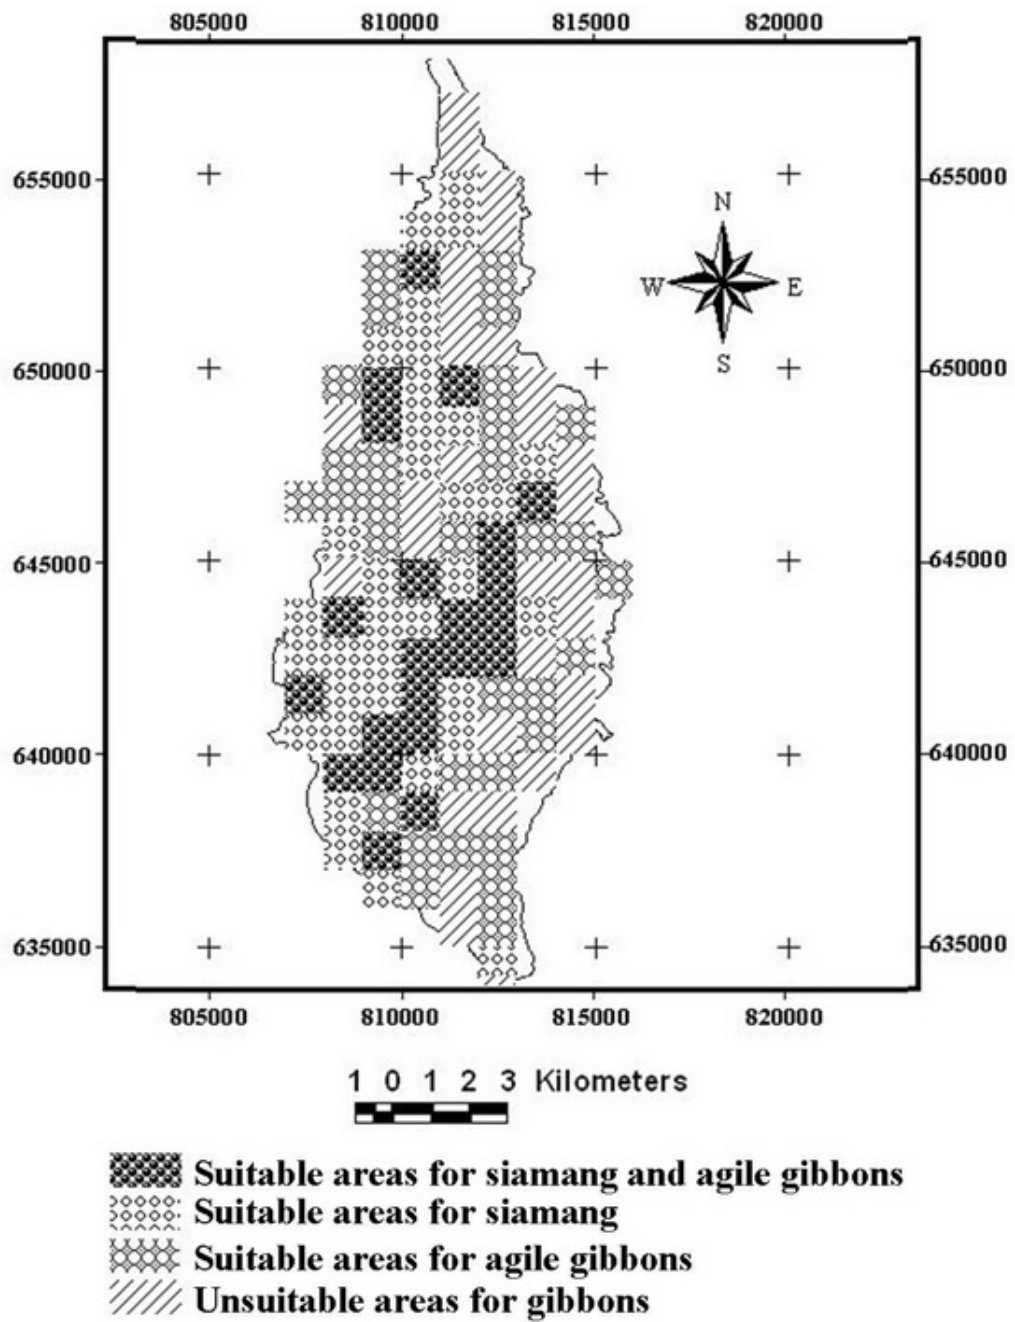 805000 810000 815000 820000
655000 655000
N
W E
S
650000 650000
645000 645000
640000 640000
635000 635000
805000 810000 815000 820000
1 0 1 2 3 Kilometers
Suitable areas for siamang and agile gibbons
Suitable areas for siamang
Suitable areas for agile gibbons
Unsuitable areas for gibbons